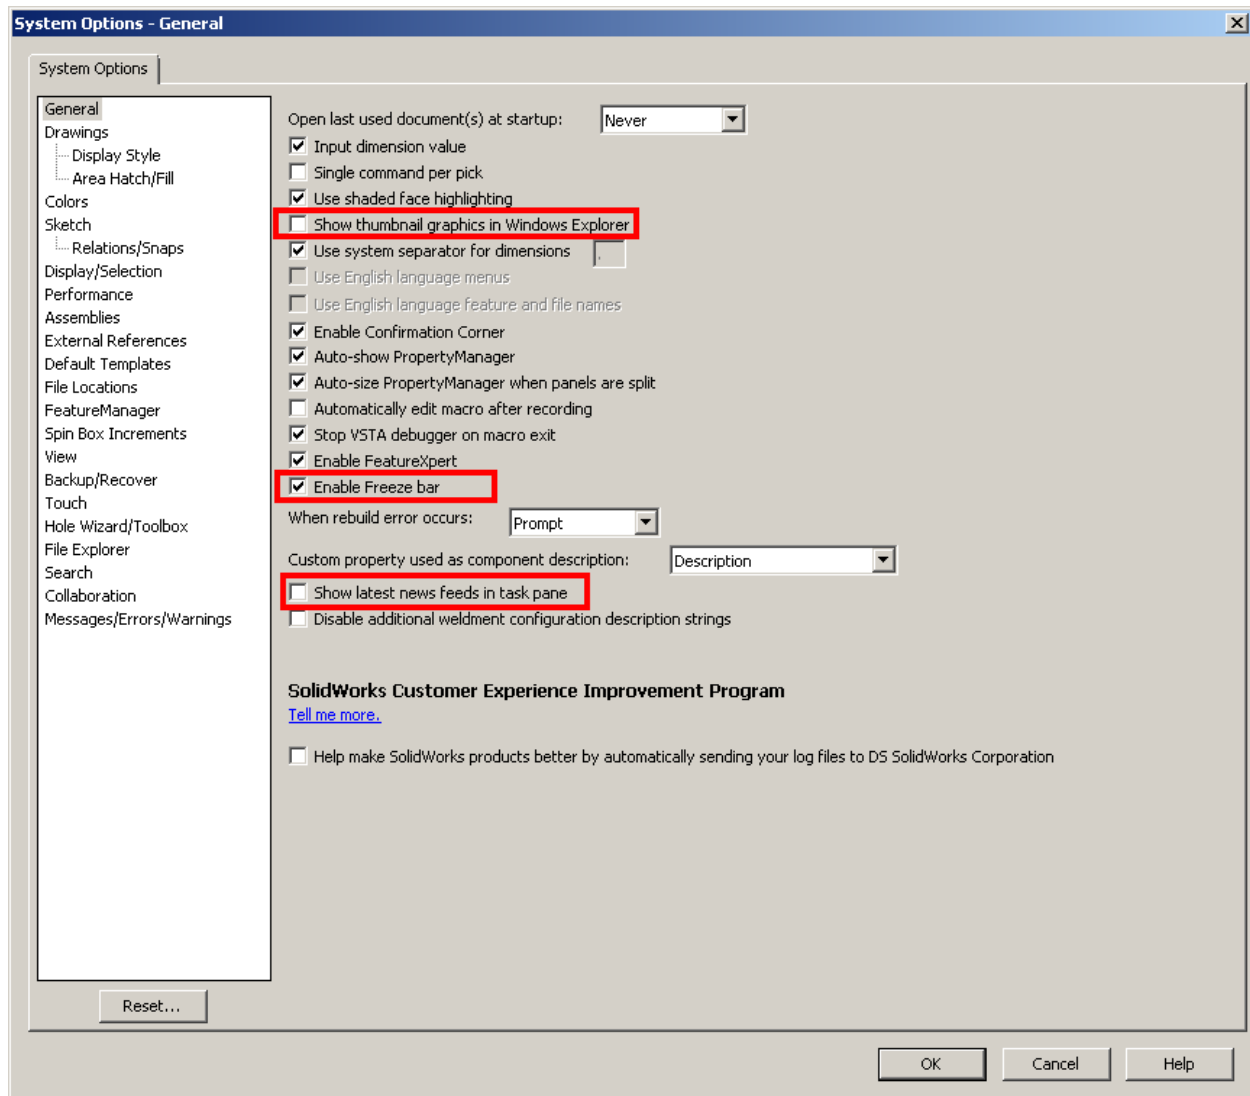 System Options - General
System Options
General
Drawings
Display Style
Area Hatch/Fill
Colors
Sketch
Relations/Snaps
Display/Selection
Performance
Assemblies
External References
Default Templates
File Locations
FeatureManager
Spin Box Increments
View
Backup/Recover
Touch
Hole Wizard/Toolbox
File Explorer
Search
Collaboration
Messages/Errors/Warnings
Reset...
Open last used document(s) at startup: Never
Input dimension value
Single command per pick
Use shaded face highlighting
Show thumbnail graphics in Windows Explorer
Use system separator for dimensions .
Use English language menus
Use English language feature and file names
Enable Confirmation Corner
Auto-show PropertyManager
Auto-size PropertyManager when panels are split
Automatically edit macro after recording
Stop VSTA debugger on macro exit
Enable FeatureXpert
Enable Freeze bar
When rebuild error occurs: Prompt
Custom property used as component description: Description
Show latest news feeds in task pane
Disable additional weldment configuration description strings
SolidWorks Customer Experience Improvement Program
Tell me more.
Help make SolidWorks products better by automatically sending your log files to DS SolidWorks Corporation
OK Cancel Help